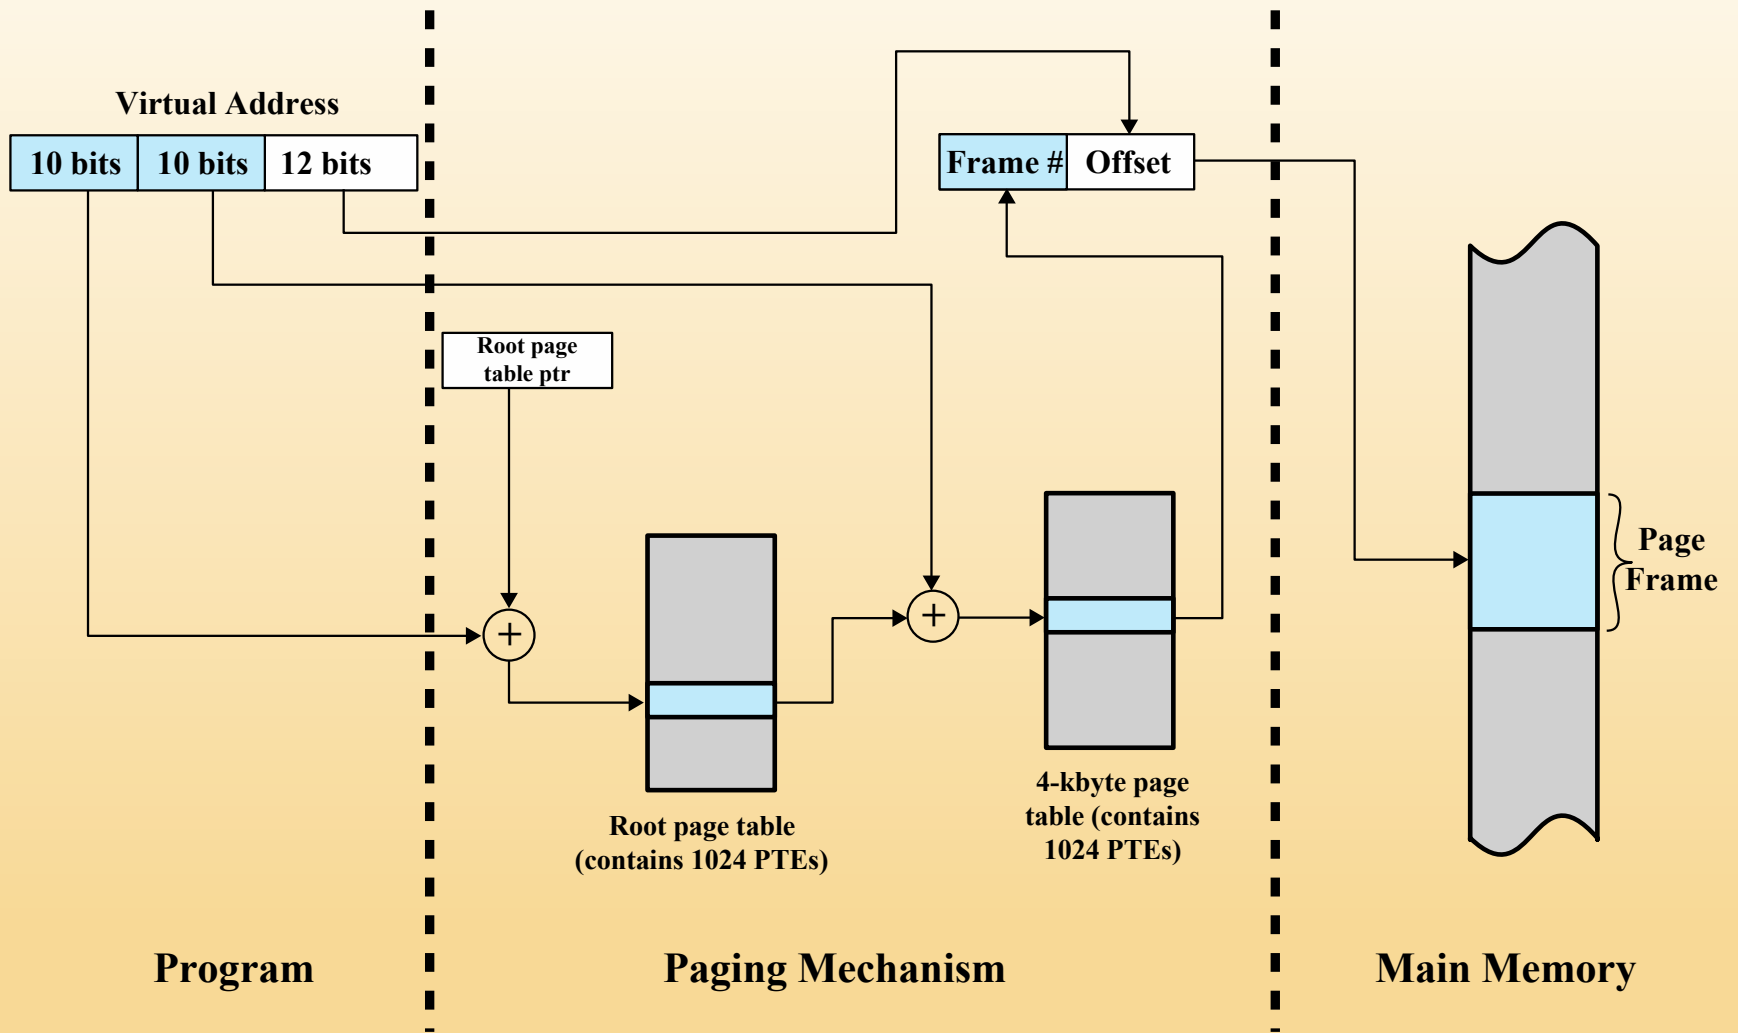 Virtual Address
10 bits 10 bits 12 bits
Frame # Offset
Root page
table ptr
+
+
Root page table
(contains 1024 PTEs)
4-kbyte page
table (contains
1024 PTEs)
Page
Frame
Program
Paging Mechanism
Main Memory